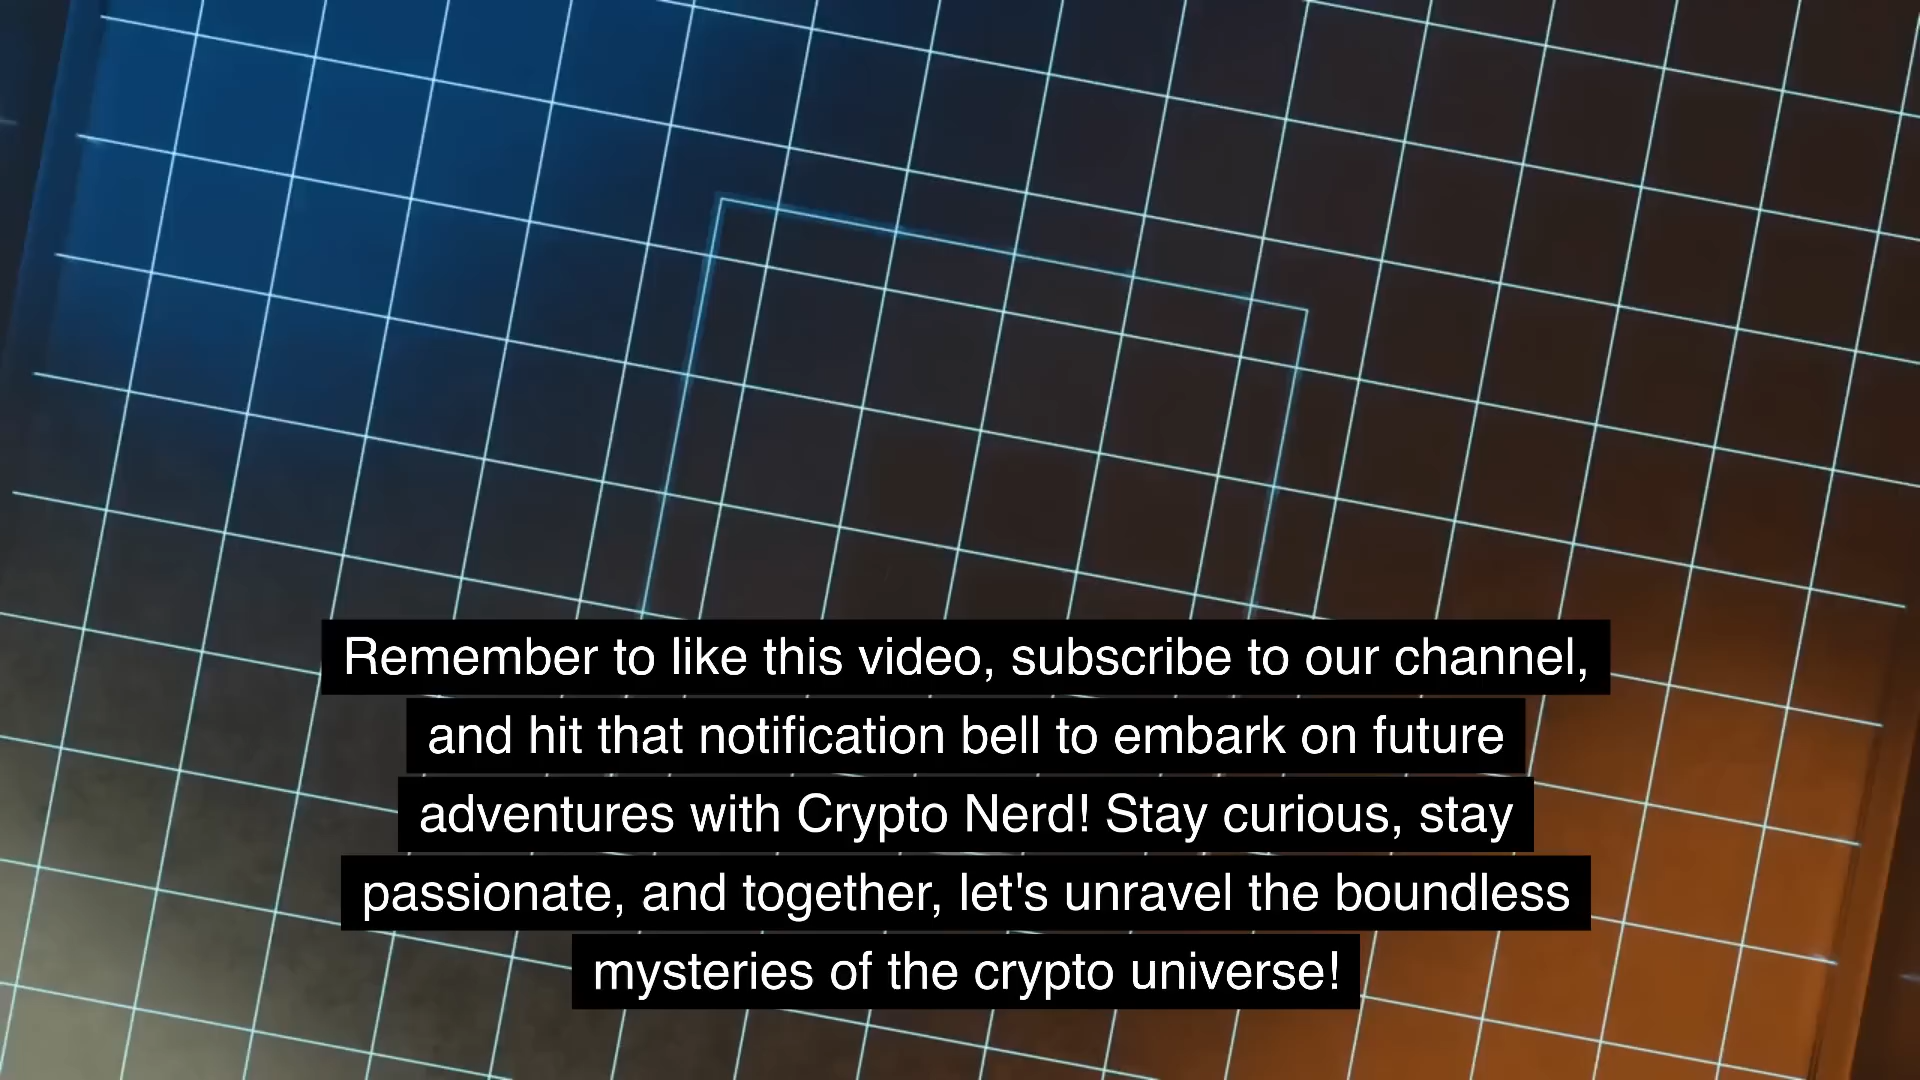 Remember to like this video, subscribe to our channel,
and hit that notification bell to embark on future
adventures with Crypto Nerd! Stay curious, stay
passionate, and together, let's unravel the boundless
mysteries of the crypto universe!